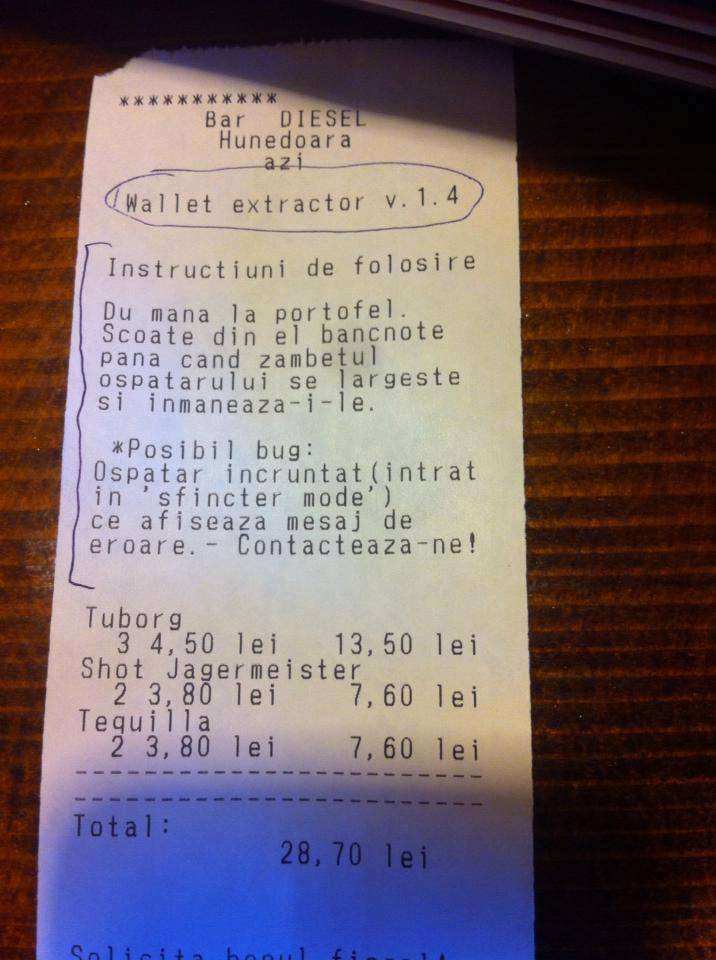 ***********
Bar DIESEL
Hunedoara
azi
Wallet extractor v.1.4
Instructiuni de folosire
Du mana la portofel.
Scoate din el bancnote
pana cand zambetul
ospatarului se largeste
si inmaneaza-i-le.
*Posibil bug:
Ospatar incruntat(intrat
in 'sfincter mode')
ce afiseaza mesaj de
eroare.- Contacteaza-ne!
Tuborg
3 4,50 lei 13,50 lei
Shot Jagermeister
2 3,80 lei 7,60 lei
Tequilla
2 3,80 lei 7,60 lei
Total:
28,70 lei
Solicita bonul fiscal